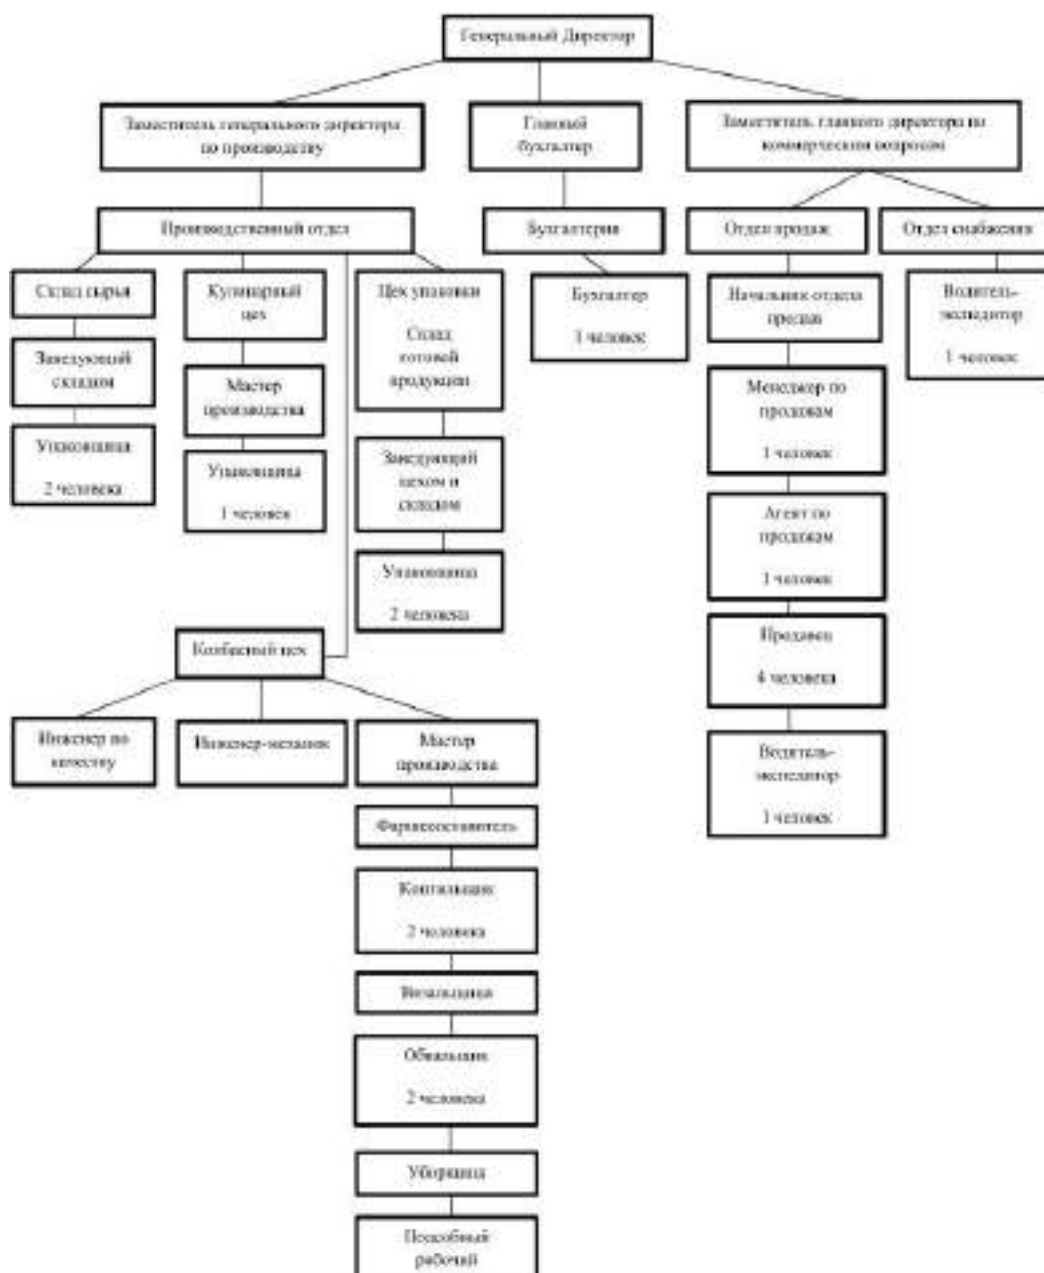 Генеральный Директор
Заместитель генерального директора
по производству
Главный
бухгалтер
Заместитель главного директора по
коммерческим вопросам
Производственный отдел
Бухгалтерия
Отдел продаж
Отдел снабжения
Склад сырья
Заведующий
складом
Упаковщица
2 человека
Кулинарный
цех
Мастер
производства
Упаковщица
1 человек
Цех упаковки
Склад
готовой
продукции
Заведующий
цехом и
складом
Упаковщица
2 человека
Бухгалтер
1 человек
Начальник отдела
продаж
Менеджер по
продажам
1 человек
Агент по
продажам
1 человек
Продавец
4 человека
Водитель-
экспедитор
1 человек
Водитель-
экспедитор
1 человек
Колбасный цех
Инженер по
качеству
Инженер-механик
Мастер
производства
Фаршесоставитель
Коптильщик
2 человека
Вязальщица
Обвальщик
2 человека
Уборщица
Подсобный
рабочий